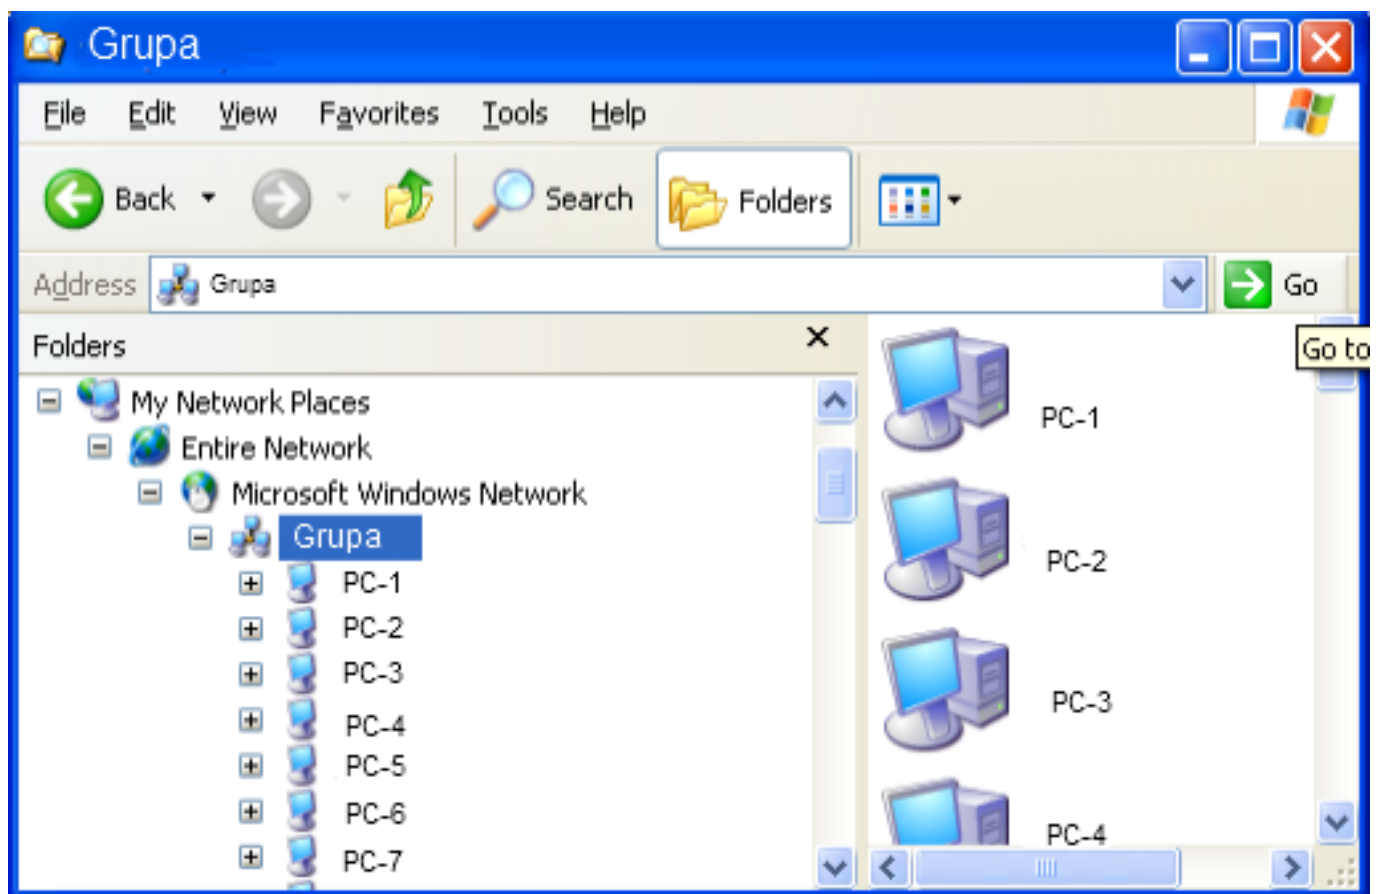 Grupa
File Edit View Favorites Tools Help
Back Search Folders
Address Grupa Go
Folders
Go to
My Network Places
Entire Network
Microsoft Windows Network
Grupa
PC-1
PC-2
PC-3
PC-4
PC-5
PC-6
PC-7
PC-1
PC-2
PC-3
PC-4